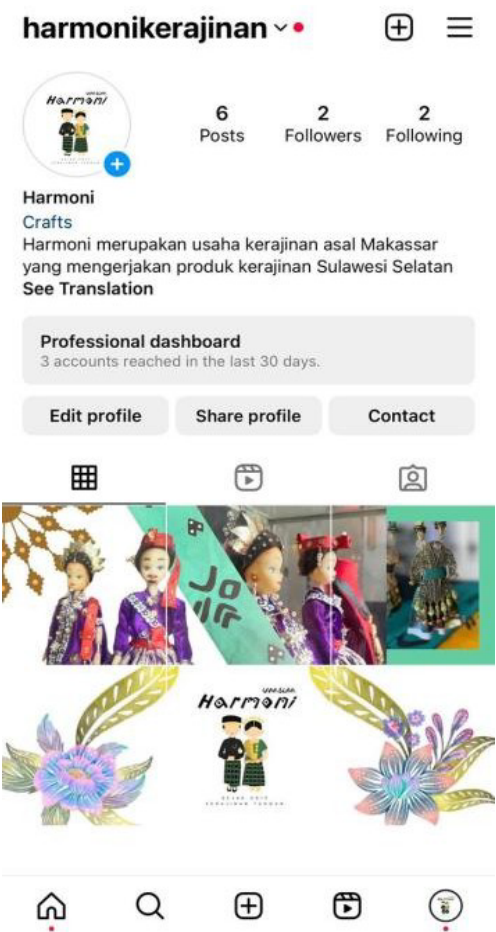 harmonikerajinan
6 2 2
Posts Followers Following
Harmoni
Harmoni
Crafts
Harmoni merupakan usaha kerajinan asal Makassar
yang mengerjakan produk kerajinan Sulawesi Selatan
See Translation
Professional dashboard
3 accounts reached in the last 30 days.
Edit profile Share profile Contact
Harmoni
KERAJINAN TANGAN